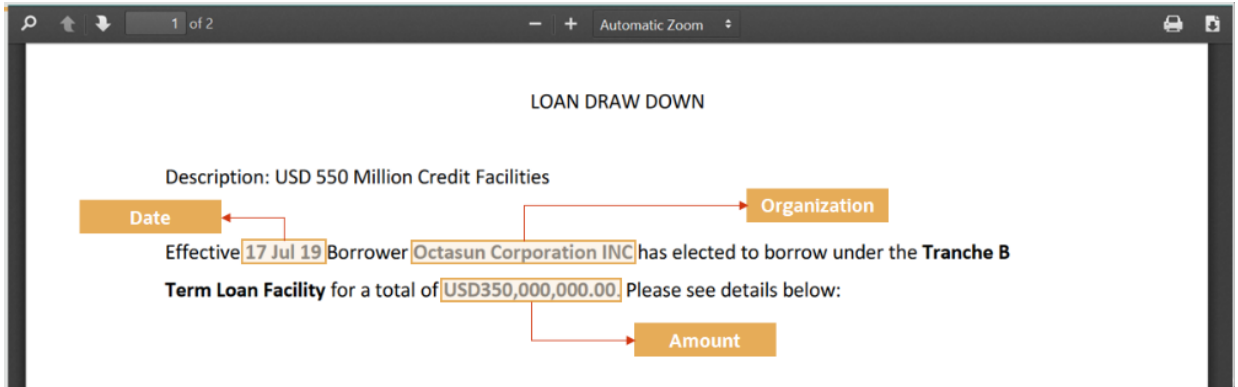 1 of 2
Automatic Zoom
LOAN DRAW DOWN
Description: USD 550 Million Credit Facilities
Date
Organization
Effective 17 Jul 19 Borrower Octasun Corporation INC has elected to borrow under the Tranche B
Term Loan Facility for a total of USD350,000,000.00. Please see details below:
Amount